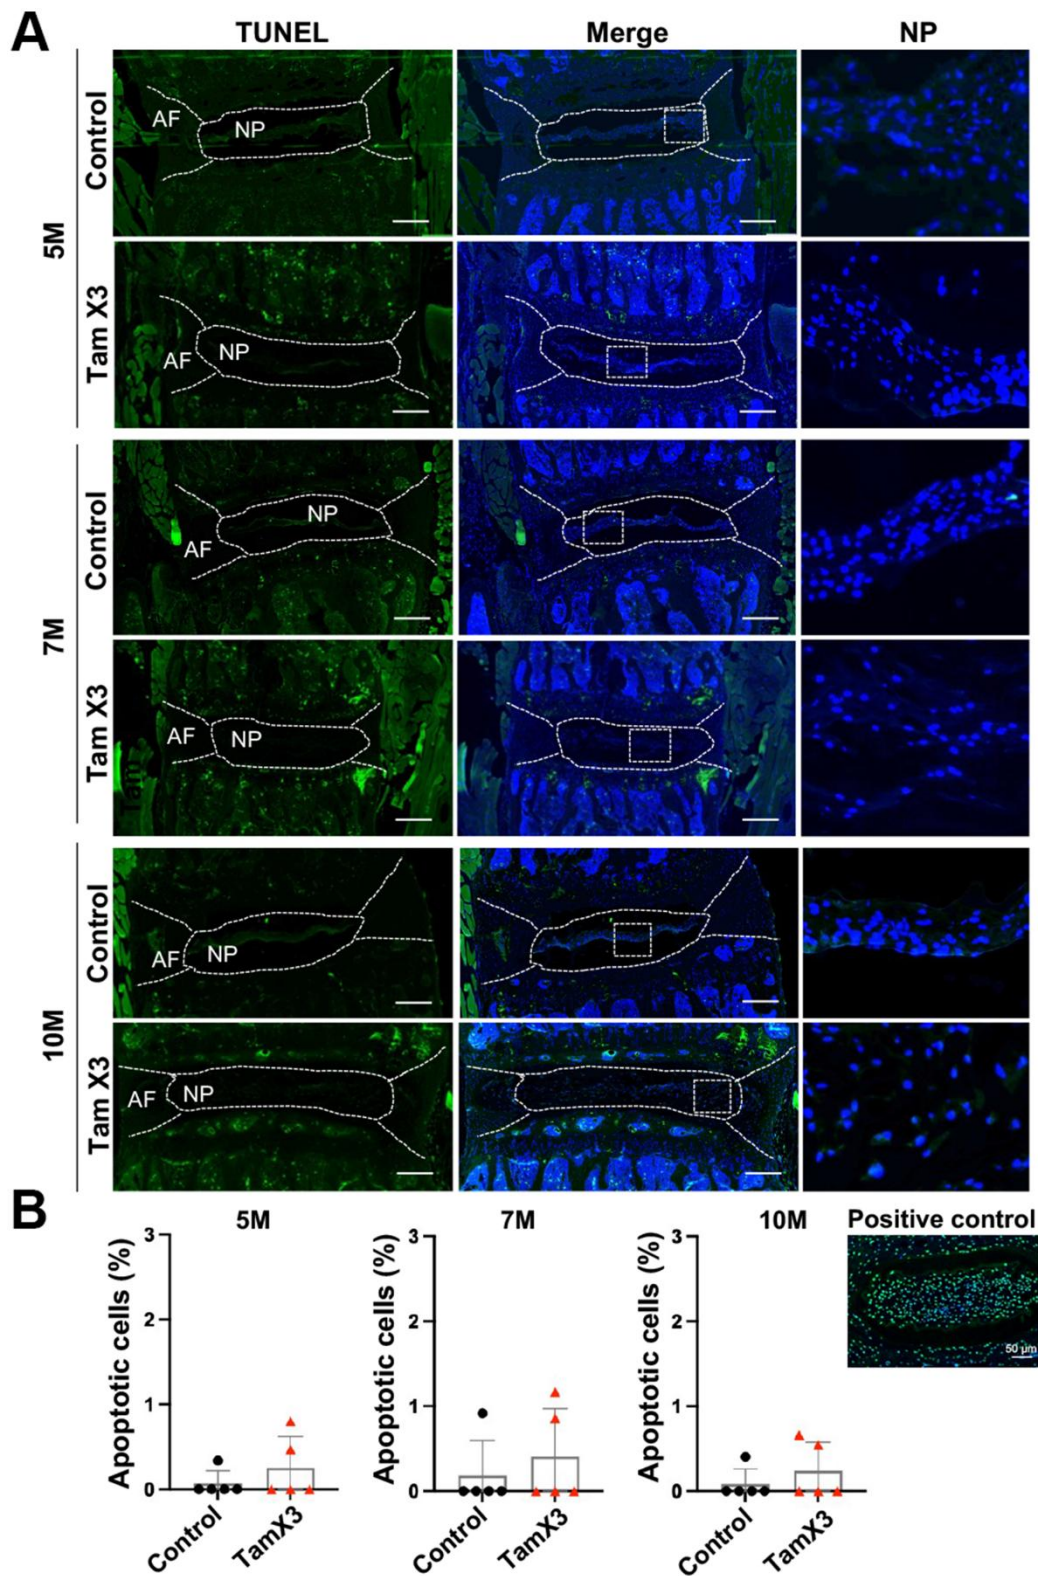 A
TUNEL Merge NP
5M
Control
AF NP
Tam X3
AF NP
7M
Control
AF NP
Tam X3
AF NP
Tam
10M
Control
AF NP
Tam X3
AF NP
B
5M 7M 10M Positive control
Apoptotic cells (%)
3
2
1
0
Control TamX3
Apoptotic cells (%)
3
2
1
0
Control TamX3
Apoptotic cells (%)
3
2
1
0
Control TamX3
50 µm